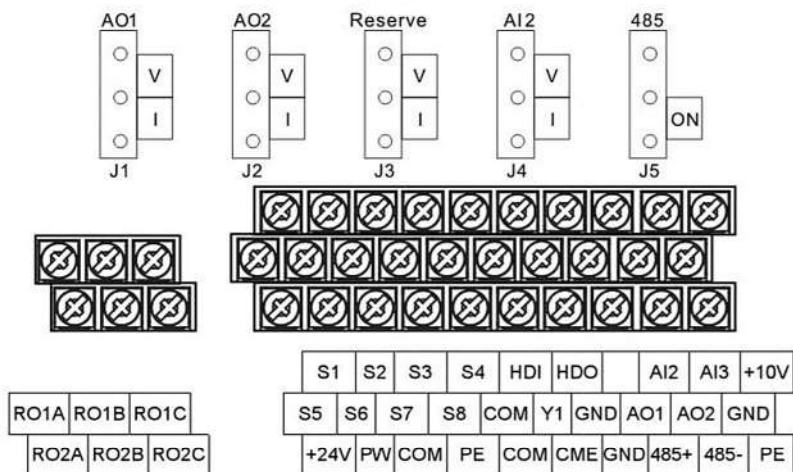 AO1 AO2 Reserve AI2 485
V V V V
I I I I ON
J1 J2 J3 J4 J5
S1 S2 S3 S4 HDI HDO AI2 AI3 +10V
RO1A RO1B RO1C S5 S6 S7 S8 COM Y1 GND AO1 AO2 GND
RO2A RO2B RO2C +24V PW COM PE COM CME GND 485+ 485- PE